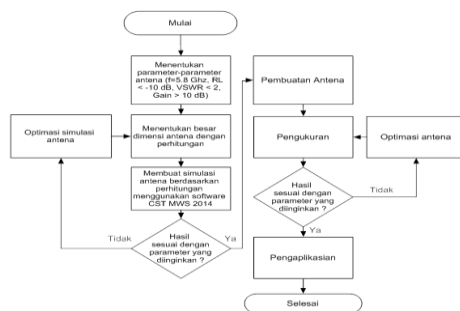 Mulai
Menentukan
parameter-parameter
antena (f=5.8 Ghz, RL
< -10 dB, VSWR < 2,
Gain > 10 dB)
Menentukan besar
dimensi antena dengan
perhitungan
Optimasi simulasi
antena
Membuat simulasi
antena berdasarkan
perhitungan
menggunakan software
CST MWS 2014
Hasil
sesuai dengan
parameter yang
diinginkan ?
Tidak
Ya
Pembuatan Antena
Pengukuran
Optimasi antena
Hasil
sesuai dengan
parameter yang
diinginkan ?
Tidak
Ya
Pengaplikasian
Selesai